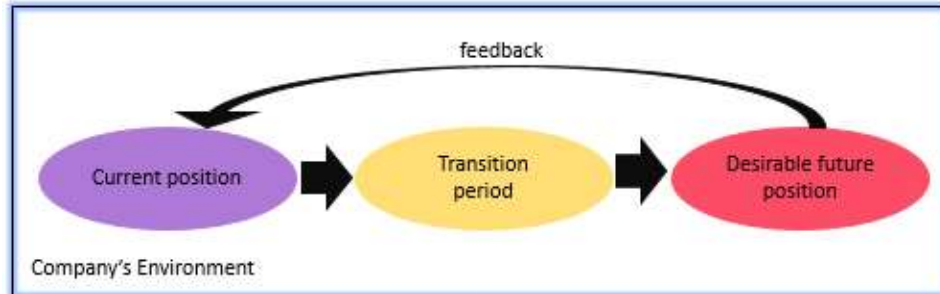 feedback
Current position
Transition
period
Desirable future
position
Company's Environment